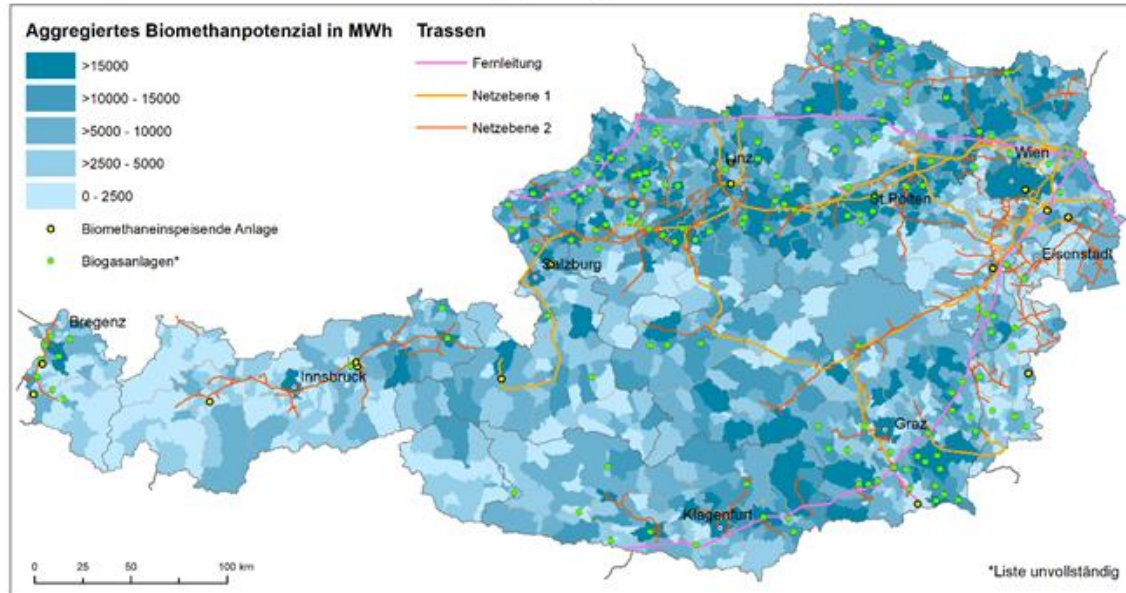 Aggregiertes Biomethanpotenzial in MWh
>15000
>10000 - 15000
>5000 - 10000
>2500 - 5000
0 - 2500
Biomethaneinspeisende Anlage
Biogasanlagen*
Trassen
Fernleitung
Netzebene 1
Netzebene 2
Linz
Wien
St.Pölten
Eisenstadt
Salzburg
Bregenz
Innsbruck
Graz
Klagenfurt
0 25 50 100 km
*Liste unvollständig